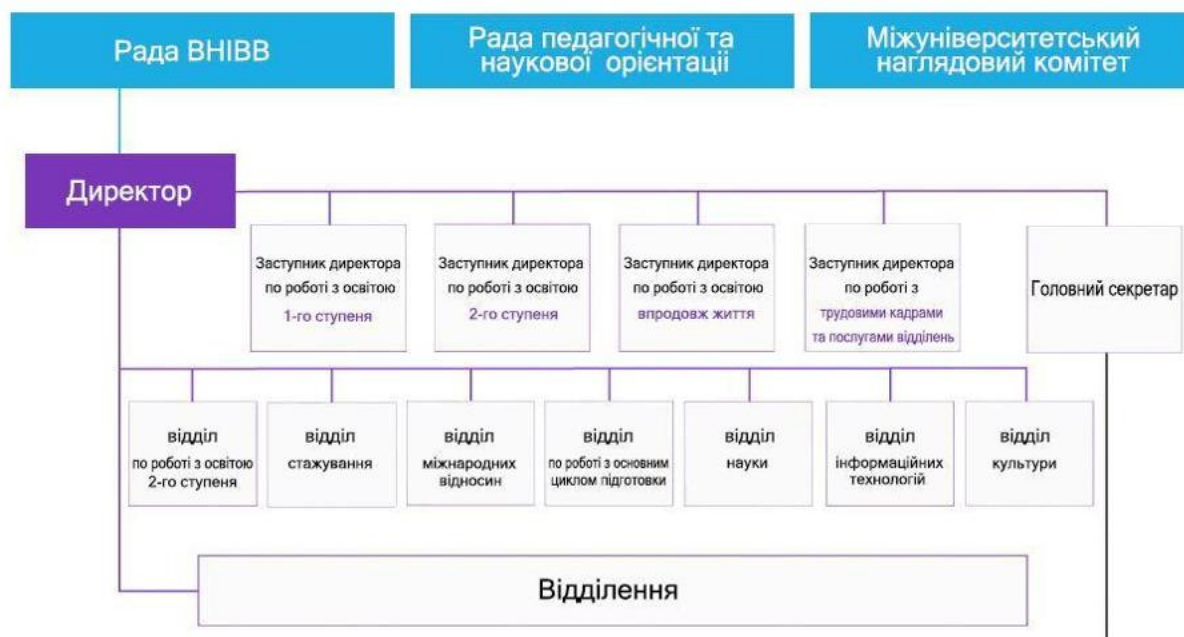 Рада ВНІВВ
Рада педагогічної та
наукової орієнтації
Міжуніверситетський
наглядовий комітет
Директор
Заступник директора
по роботі з освітою
1-го ступеня
Заступник директора
по роботі з освітою
2-го ступеня
Заступник директора
по роботі з освітою
впродовж життя
Заступник директора
по роботі з
трудовими кадрами
та послугами відділень
Головний секретар
відділ
по роботі з освітою
2-го ступеня
відділ
стажування
відділ
міжнародних
відносин
відділ
по роботі з основним
циклом підготовки
відділ
науки
відділ
інформаційних
технологій
відділ
культури
Відділення